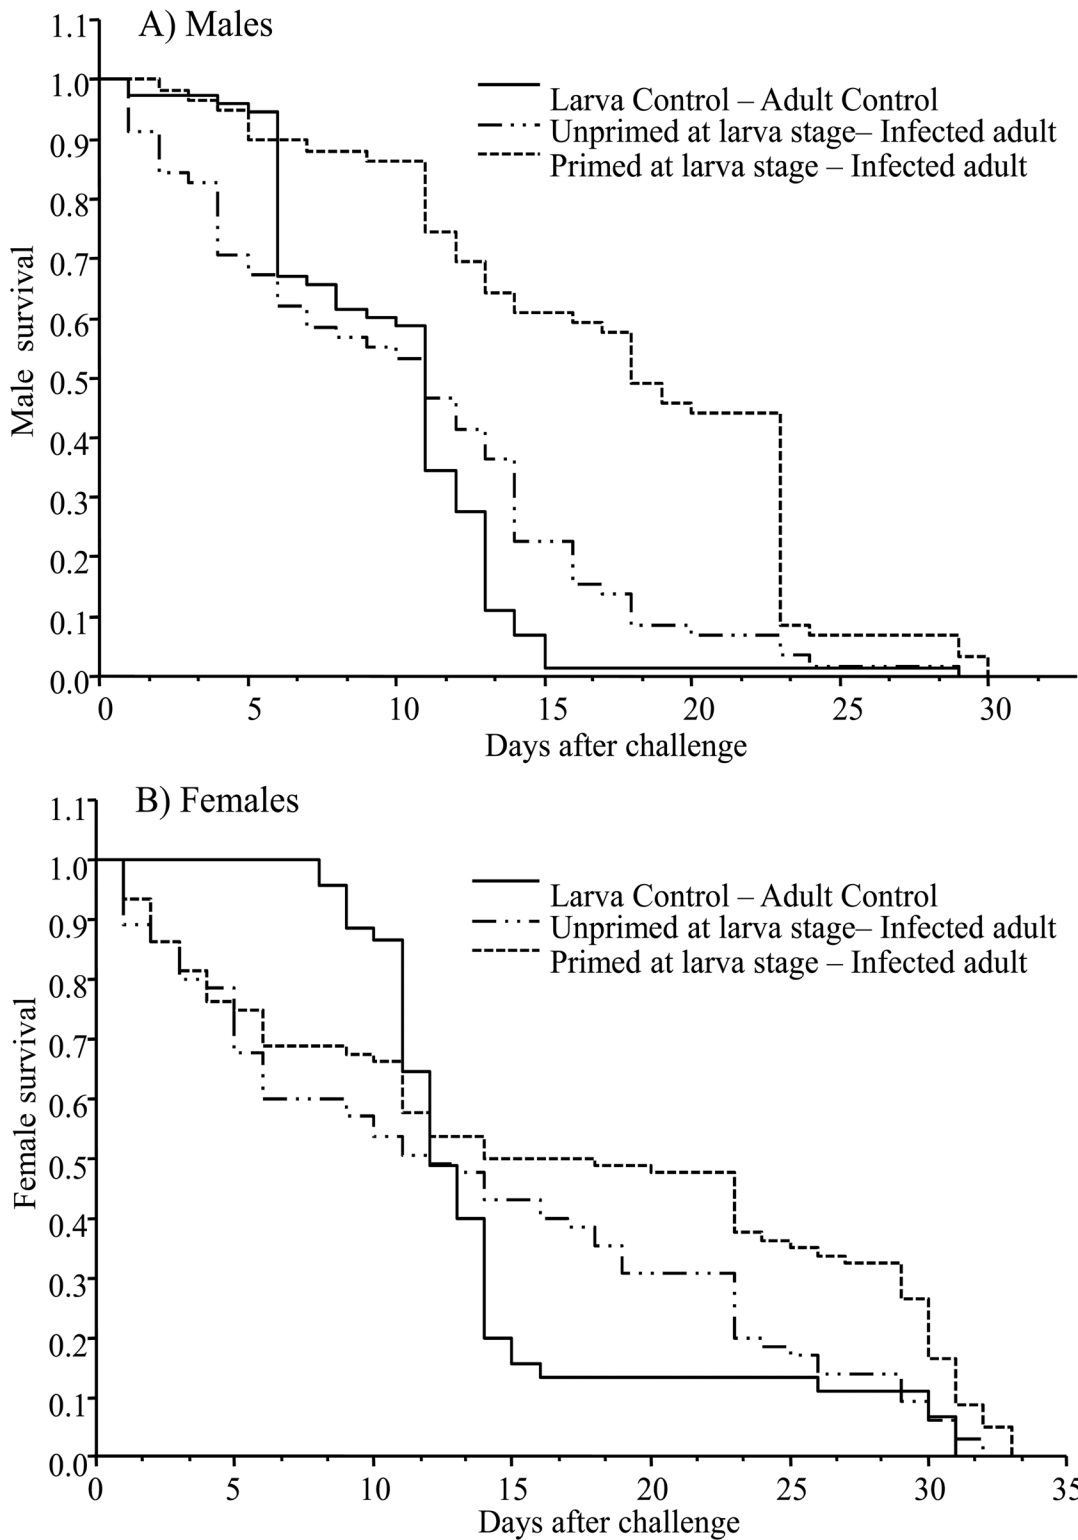 A) Males
1.1
1.0
0.9
0.8
0.7
0.6
0.5
0.4
0.3
0.2
0.1
0.0
Male survival
Larva Control – Adult Control
Unprimed at larva stage– Infected adult
Primed at larva stage – Infected adult
0 5 10 15 20 25 30
Days after challenge
B) Females
1.1
1.0
0.9
0.8
0.7
0.6
0.5
0.4
0.3
0.2
0.1
0.0
Female survival
Larva Control – Adult Control
Unprimed at larva stage– Infected adult
Primed at larva stage – Infected adult
0 5 10 15 20 25 30 35
Days after challenge